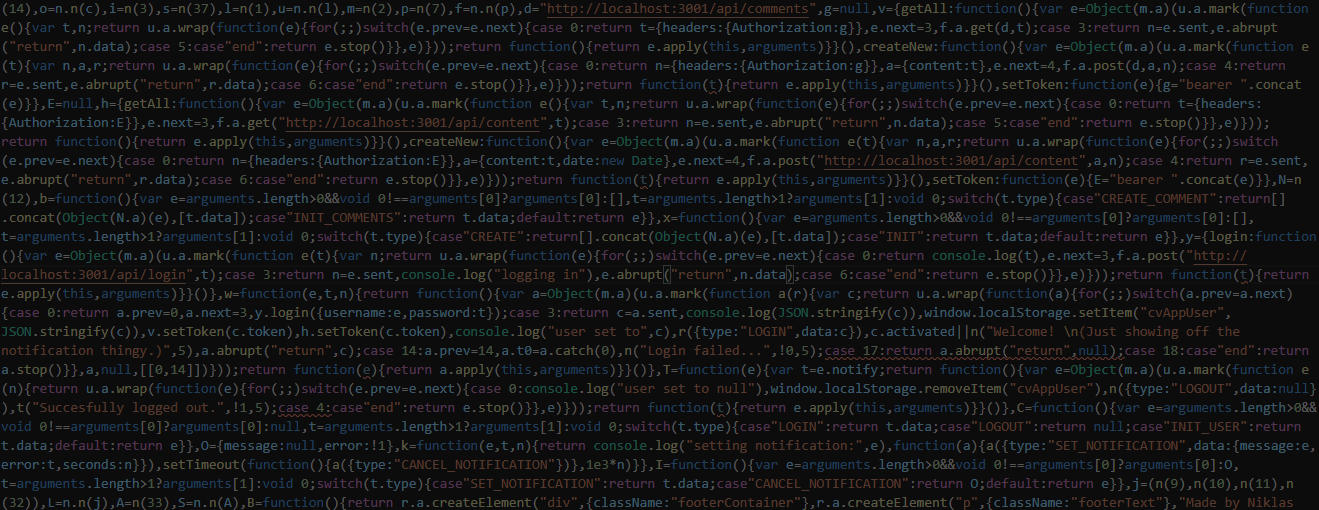 (14),o=n.n(c),i=n(3),s=n(37),l=n(1),u=n.n(l),m=n(2),p=n(7),f=n.n(p),d="http://localhost:3001/api/comments",g=null,v={getAll:function(){var e=Object(m.a)(u.a.mark(function
e(){var t,n;return u.a.wrap(function(e){for(;;)switch(e.prev=e.next){case 0:return t={headers:{Authorization:g}},e.next=3,f.a.get(d,t);case 3:return n=e.sent,e.abrupt
("return",n.data);case 5:case"end":return e.stop()}},e)}));return function(){return e.apply(this,arguments)}}(),createNew:function(){var e=Object(m.a)(u.a.mark(function e
(t){var n,a,r;return u.a.wrap(function(e){for(;;)switch(e.prev=e.next){case 0:return n={headers:{Authorization:g}},a={content:t},e.next=4,f.a.post(d,a,n);case 4:return
r=e.sent,e.abrupt("return",r.data);case 6:case"end":return e.stop()}},e)}));return function(t){return e.apply(this,arguments)}}(),setToken:function(e){g="bearer ".concat
(e)}},E=null,h={getAll:function(){var e=Object(m.a)(u.a.mark(function e(){var t,n;return u.a.wrap(function(e){for(;;)switch(e.prev=e.next){case 0:return t={headers:
{Authorization:E}},e.next=3,f.a.get("http://localhost:3001/api/content",t);case 3:return n=e.sent,e.abrupt("return",n.data);case 5:case"end":return e.stop()}},e)}));
return function(){return e.apply(this,arguments)}}(),createNew:function(){var e=Object(m.a)(u.a.mark(function e(t){var n,a,r;return u.a.wrap(function(e){for(;;)switch
(e.prev=e.next){case 0:return n={headers:{Authorization:E}},a={content:t,date:new Date},e.next=4,f.a.post("http://localhost:3001/api/content",a,n);case 4:return r=e.sent,
e.abrupt("return",r.data);case 6:case"end":return e.stop()}},e)}));return function(t){return e.apply(this,arguments)}}(),setToken:function(e){E="bearer ".concat(e)}},N=n
(12),b=function(){var e=arguments.length>0&&void 0!==arguments[0]?arguments[0]:[],t=arguments.length>1?arguments[1]:void 0;switch(t.type){case"CREATE_COMMENT":return[]
.concat(Object(N.a)(e),[t.data]);case"INIT_COMMENTS":return t.data;default:return e}},x=function(){var e=arguments.length>0&&void 0!==arguments[0]?arguments[0]:[],
t=arguments.length>1?arguments[1]:void 0;switch(t.type){case"CREATE":return[].concat(Object(N.a)(e),[t.data]);case"INIT":return t.data;default:return e}},y={login:function
(){var e=Object(m.a)(u.a.mark(function e(t){var n;return u.a.wrap(function(e){for(;;)switch(e.prev=e.next){case 0:return console.log(t),e.next=3,f.a.post("http://
localhost:3001/api/login",t);case 3:return n=e.sent,console.log("logging in"),e.abrupt("return",n.data);case 6:case"end":return e.stop()}},e)}));return function(t){return
e.apply(this,arguments)}}()},w=function(e,t,n){return function(){var a=Object(m.a)(u.a.mark(function a(r){var c;return u.a.wrap(function(a){for(;;)switch(a.prev=a.next)
{case 0:return a.prev=0,a.next=3,y.login({username:e,password:t});case 3:return c=a.sent,console.log(JSON.stringify(c)),window.localStorage.setItem("cvAppUser",
JSON.stringify(c)),v.setToken(c.token),h.setToken(c.token),console.log("user set to",c),r({type:"LOGIN",data:c}),c.activated||n("Welcome! \n(Just showing off the
notification thingy.)",5),a.abrupt("return",c);case 14:a.prev=14,a.t0=a.catch(0),n("Login failed...",!0,5);case 17:return a.abrupt("return",null);case 18:case"end":return
a.stop()}},a,null,[[0,14]])}));return function(e){return a.apply(this,arguments)}}()},T=function(e){var t=e.notify;return function(){var e=Object(m.a)(u.a.mark(function e
(n){return u.a.wrap(function(e){for(;;)switch(e.prev=e.next){case 0:console.log("user set to null"),window.localStorage.removeItem("cvAppUser"),n({type:"LOGOUT",data:null}
),t("Succesfully logged out.",!1,5);case 4:case"end":return e.stop()}},e)}));return function(t){return e.apply(this,arguments)}}()},C=function(){var e=arguments.length>0&&
void 0!==arguments[0]?arguments[0]:null,t=arguments.length>1?arguments[1]:void 0;switch(t.type){case"LOGIN":return t.data;case"LOGOUT":return null;case"INIT_USER":return
t.data;default:return e}},O={message:null,error:!1},k=function(e,t,n){return console.log("setting notification:",e),function(a){a({type:"SET_NOTIFICATION",data:{message:e,
error:t,seconds:n}}),setTimeout(function(){a({type:"CANCEL_NOTIFICATION"})},1e3*n)}},I=function(){var e=arguments.length>0&&void 0!==arguments[0]?arguments[0]:O,
t=arguments.length>1?arguments[1]:void 0;switch(t.type){case"SET_NOTIFICATION":return t.data;case"CANCEL_NOTIFICATION":return O;default:return e}},j=(n(9),n(10),n(11),n
(32)),L=n.n(j),A=n(33),S=n.n(A),B=function(){return r.a.createElement("div",{className:"footerContainer"},r.a.createElement("p",{className:"footerText"},"Made by Niklas